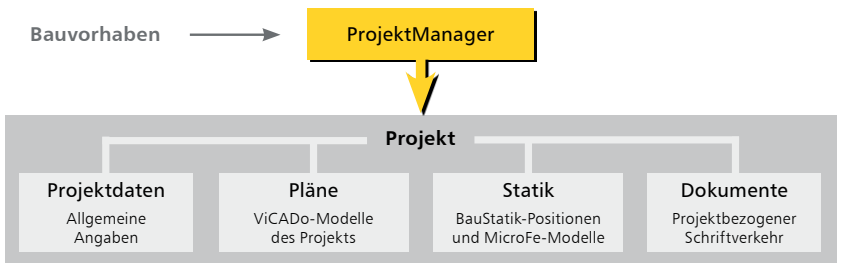 Bauvorhaben
ProjektManager
Projekt
Projektdaten
Allgemeine
Angaben
Pläne
ViCADo-Modelle
des Projekts
Statik
BauStatik-Positionen
und MicroFe-Modelle
Dokumente
Projektbezogener
Schriftverkehr